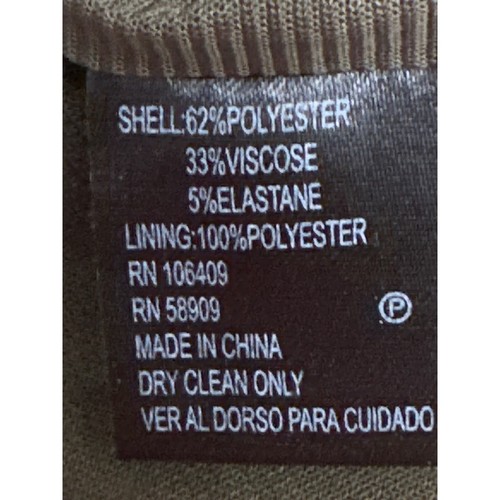 SHELL:62%POLYESTER
33%VISCOSE
5%ELASTANE
LINING:100%POLYESTER
RN 106409
RN 58909
P
MADE IN CHINA
DRY CLEAN ONLY
VER AL DORSO PARA CUIDADO